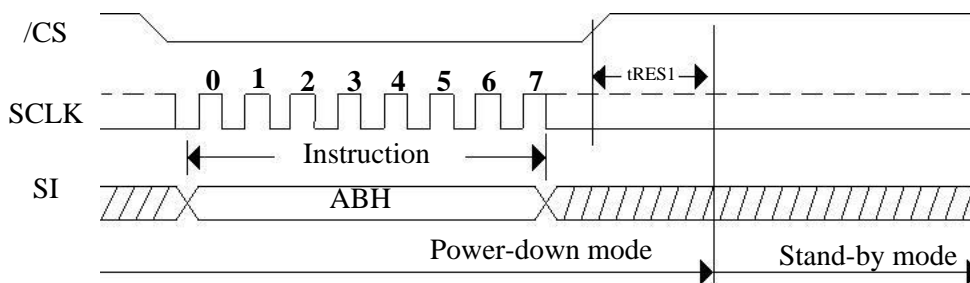 /CS
tRES1
0 1 2 3 4 5 6 7
SCLK
Instruction
SI
ABH
Power-down mode
Stand-by mode